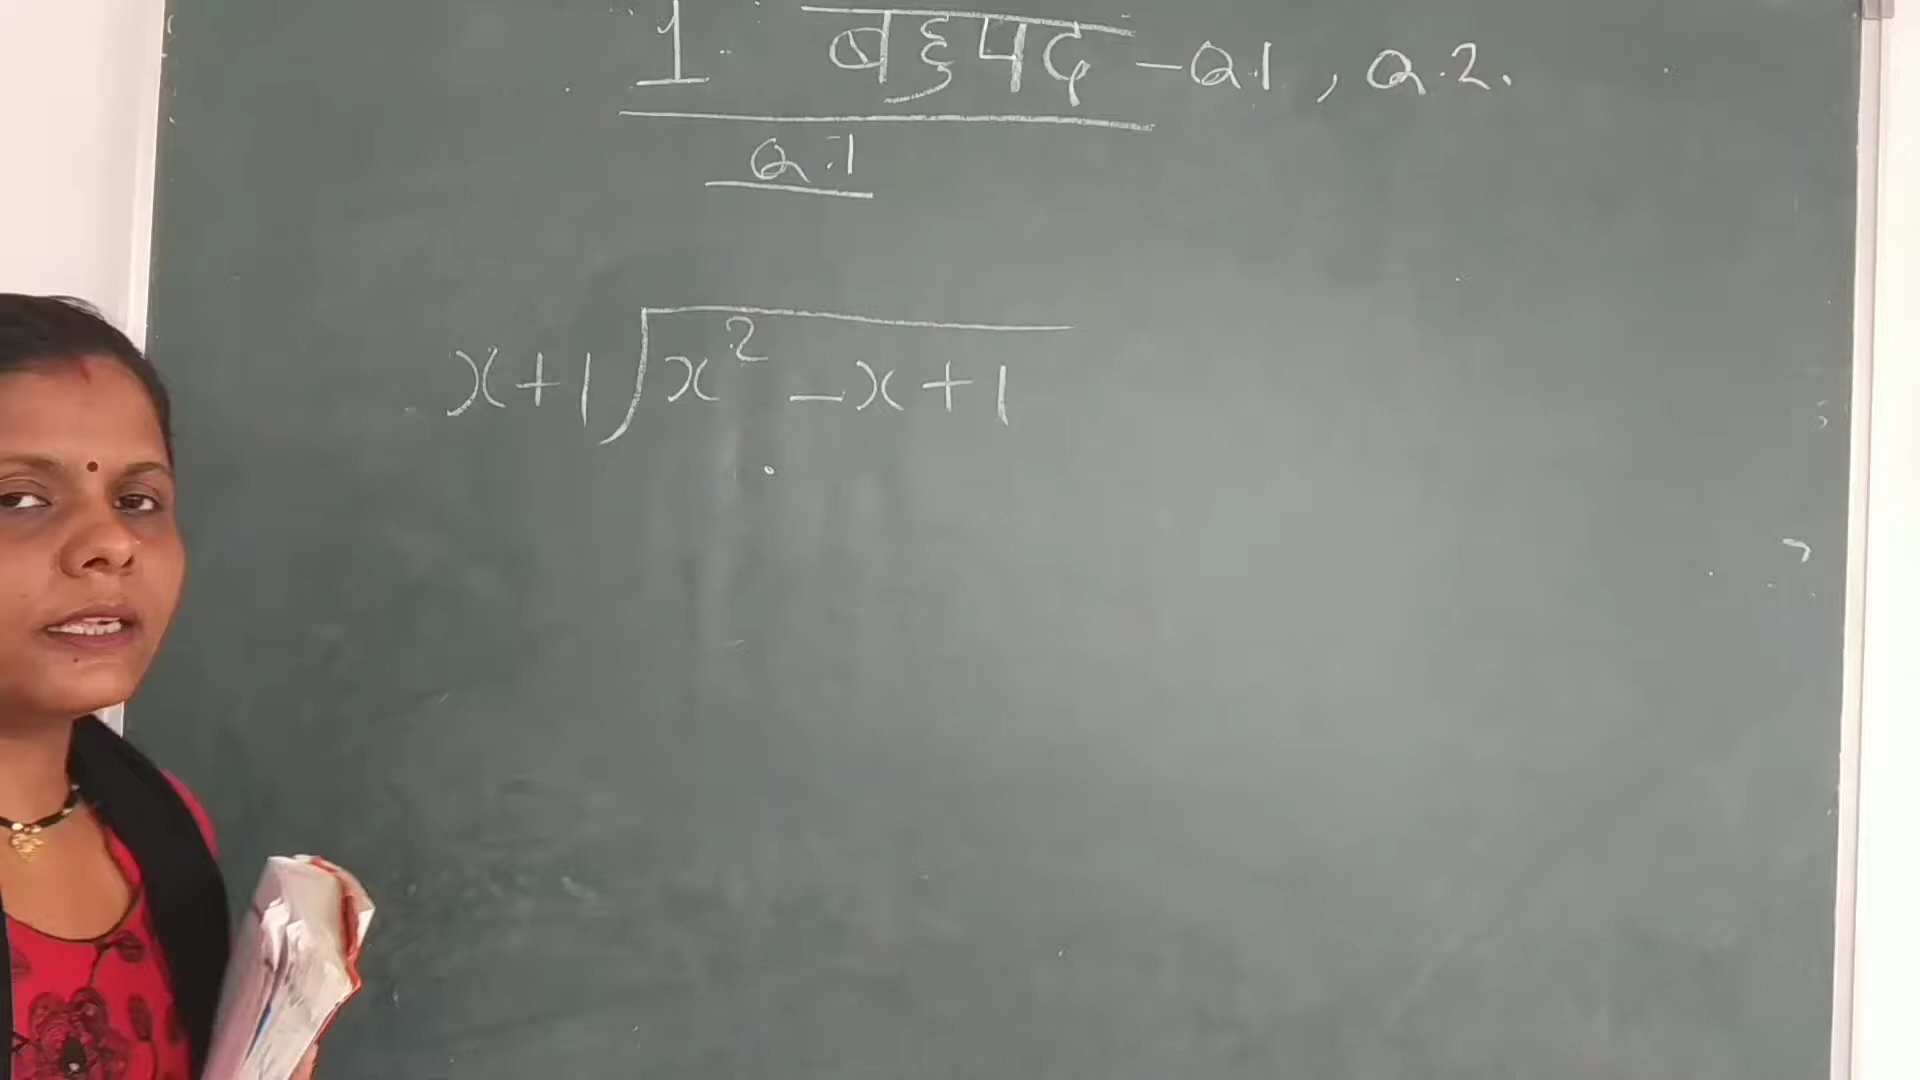 1. बहुपद - Q.1, Q.2.
Q.1
x+1)x² - x + 1